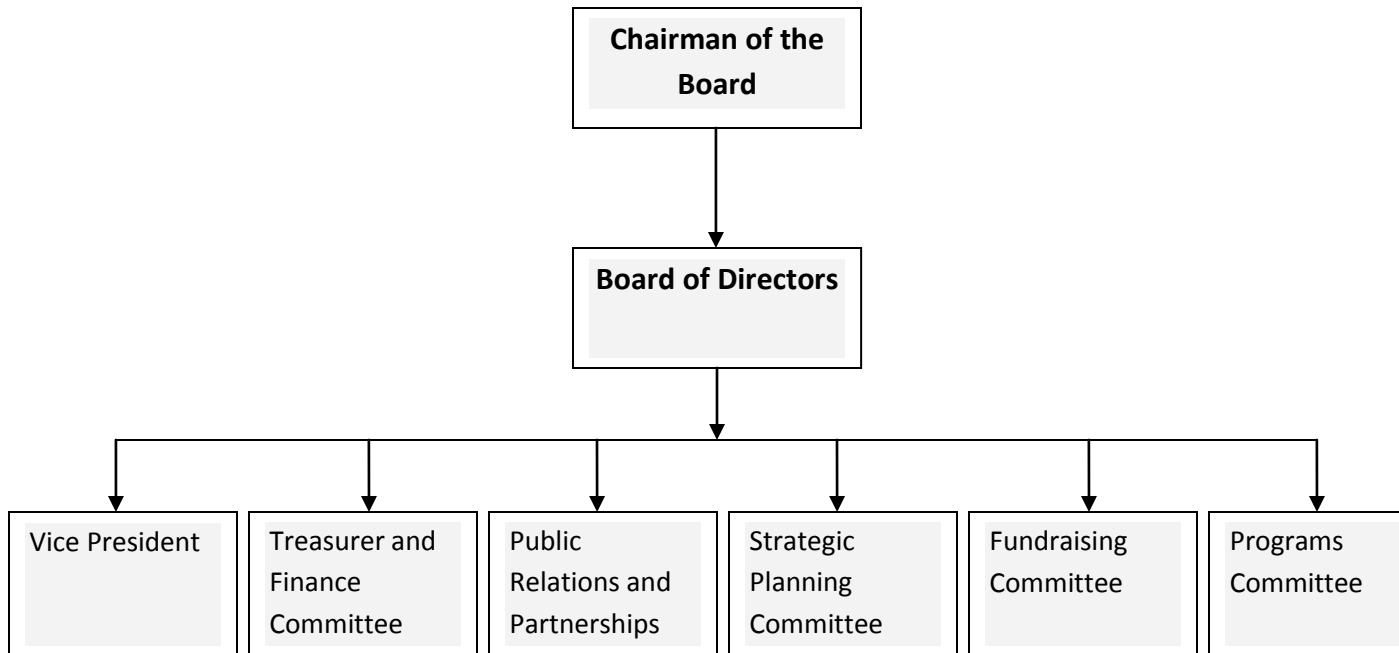 Chairman of the
Board
Board of Directors
Vice President
Treasurer and
Finance
Committee
Public
Relations and
Partnerships
Strategic
Planning
Committee
Fundraising
Committee
Programs
Committee